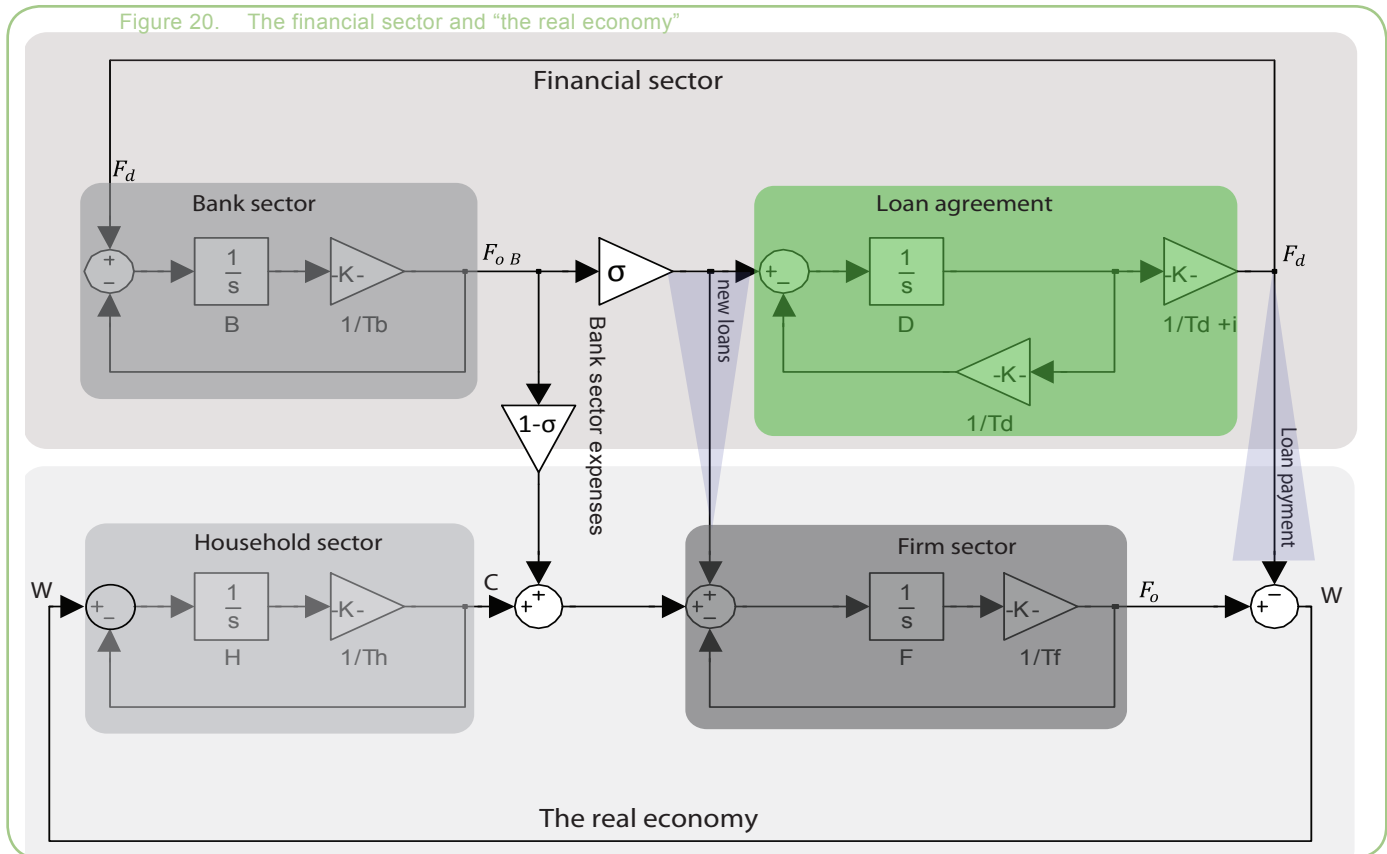 Figure 20. The financial sector and “the real economy”
Financial sector
F_d
Bank sector
+
−
1
s
B
-K-
1/Tb
F_{o B}
σ
Bank sector expenses
1-σ
new loans
Loan agreement
+
−
1
s
D
-K-
1/Td +i
-K-
1/Td
F_d
Loan payment
Household sector
W
+
−
1
s
H
-K-
1/Th
C
+
+
Firm sector
+
+
−
1
s
F
-K-
1/Tf
F_o
+
−
W
The real economy